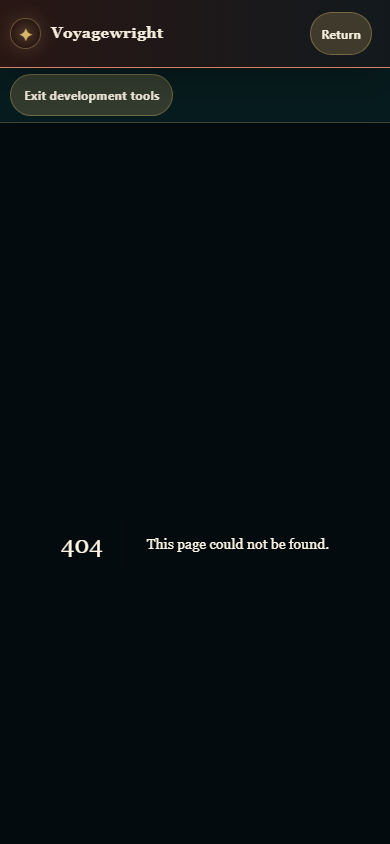 Voyagewright
Return
Exit development tools
404
This page could not be found.